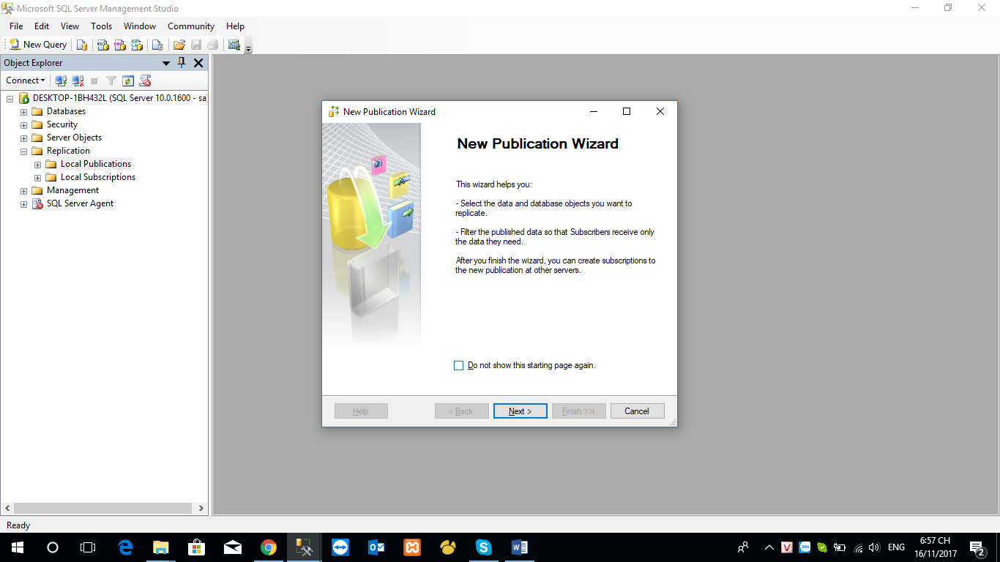 Microsoft SQL Server Management Studio
File Edit View Tools Window Community Help
New Query
Object Explorer
Connect
DESKTOP-1BH432L (SQL Server 10.0.1600 - sa
Databases
Security
Server Objects
Replication
Local Publications
Local Subscriptions
Management
SQL Server Agent
New Publication Wizard
New Publication Wizard
This wizard helps you:
- Select the data and database objects you want to
replicate.
- Filter the published data so that Subscribers receive only
the data they need.
After you finish the wizard, you can create subscriptions to
the new publication at other servers.
Do not show this starting page again.
Help < Back Next > Finish >>| Cancel
Ready
ENG
6:57 CH
16/11/2017
2